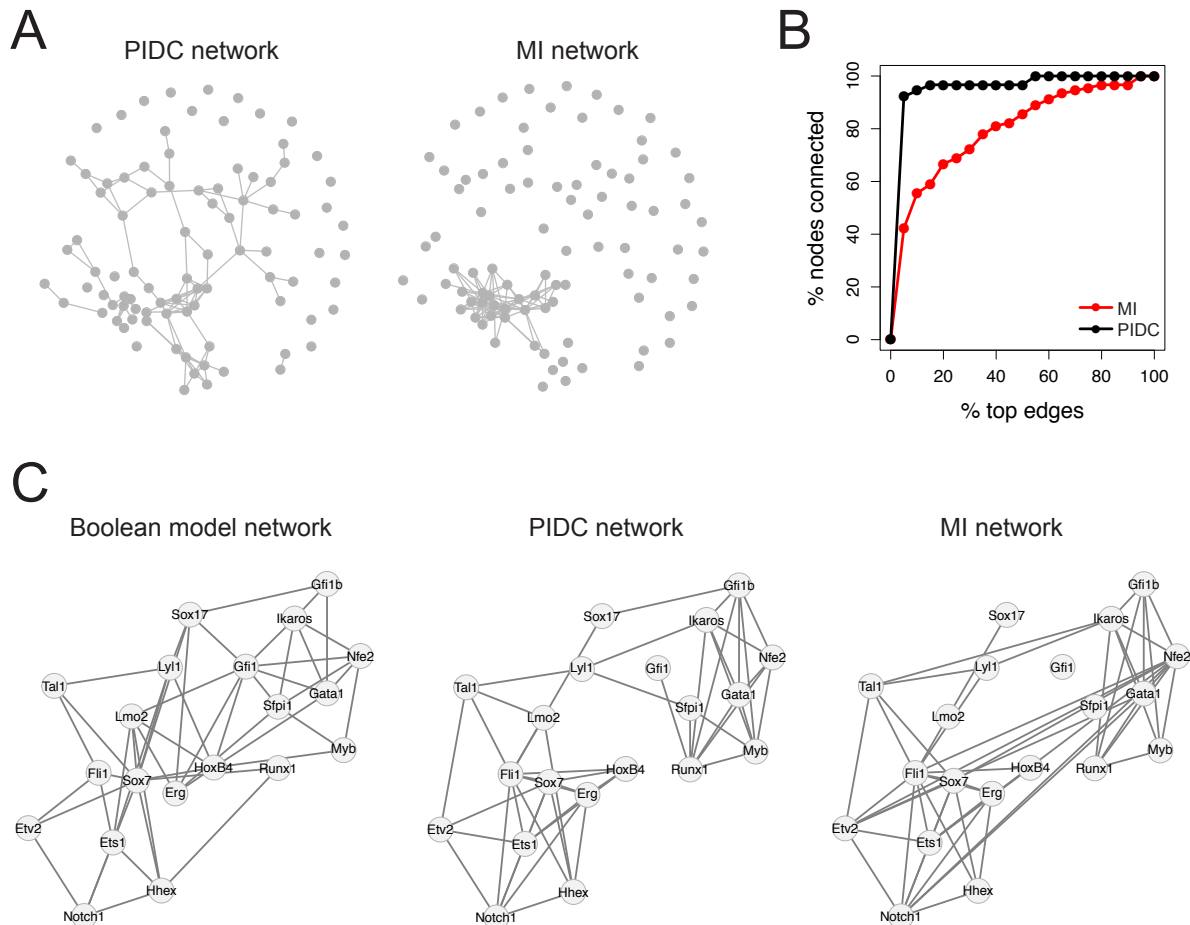 A
PIDC network
MI network
B
% nodes connected
100
80
60
40
20
0
MI
PIDC
0 20 40 60 80 100
% top edges
C
Boolean model network
Gfi1b
Sox17
Ikaros
Nfe2
Lyl1
Gfi1
Tal1
Gata1
Sfpi1
Lmo2
Myb
HoxB4
Runx1
Fli1
Sox7
Erg
Etv2
Ets1
Hhex
Notch1
PIDC network
Gfi1b
Sox17
Ikaros
Nfe2
Lyl1
Gfi1
Tal1
Gata1
Sfpi1
Lmo2
Myb
HoxB4
Runx1
Fli1
Sox7
Erg
Etv2
Ets1
Hhex
Notch1
MI network
Gfi1b
Sox17
Ikaros
Nfe2
Lyl1
Gfi1
Tal1
Gata1
Sfpi1
Lmo2
Myb
HoxB4
Runx1
Fli1
Sox7
Erg
Etv2
Ets1
Hhex
Notch1